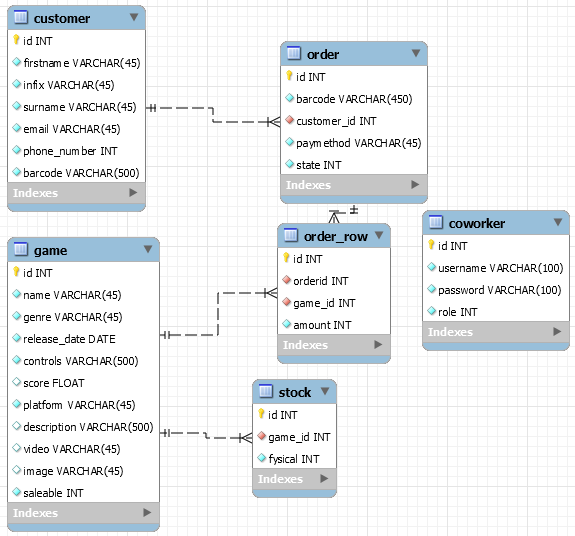 customer
id INT
firstname VARCHAR(45)
infix VARCHAR(45)
surname VARCHAR(45)
email VARCHAR(45)
phone_number INT
barcode VARCHAR(500)
Indexes
order
id INT
barcode VARCHAR(450)
customer_id INT
paymethod VARCHAR(45)
state INT
Indexes
game
id INT
name VARCHAR(45)
genre VARCHAR(45)
release_date DATE
controls VARCHAR(500)
score FLOAT
platform VARCHAR(45)
description VARCHAR(500)
video VARCHAR(45)
image VARCHAR(45)
saleable INT
Indexes
order_row
id INT
orderid INT
game_id INT
amount INT
Indexes
coworker
id INT
username VARCHAR(100)
password VARCHAR(100)
role INT
Indexes
stock
id INT
game_id INT
fysical INT
Indexes